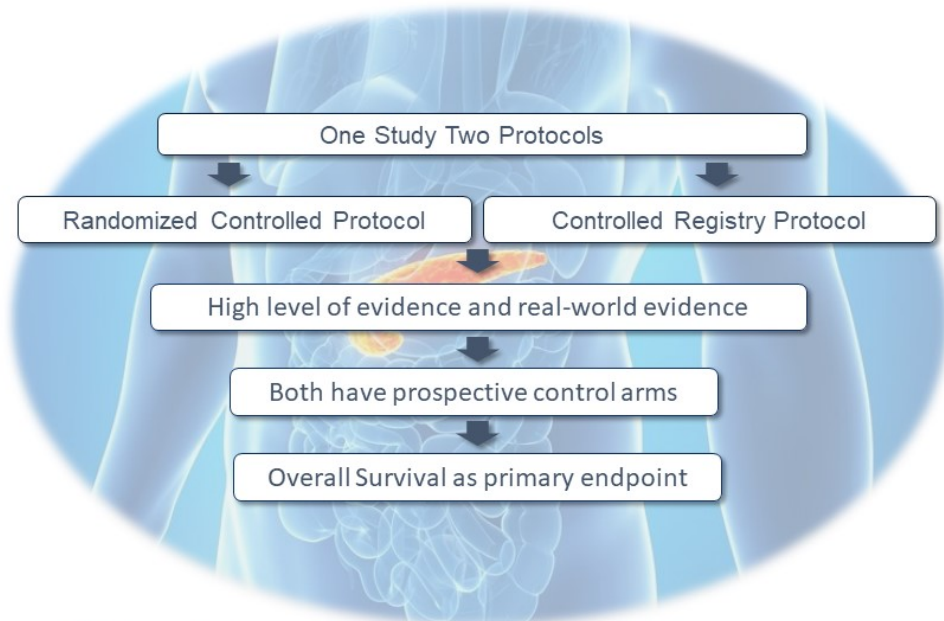 One Study Two Protocols
Randomized Controlled Protocol
Controlled Registry Protocol
High level of evidence and real-world evidence
Both have prospective control arms
Overall Survival as primary endpoint